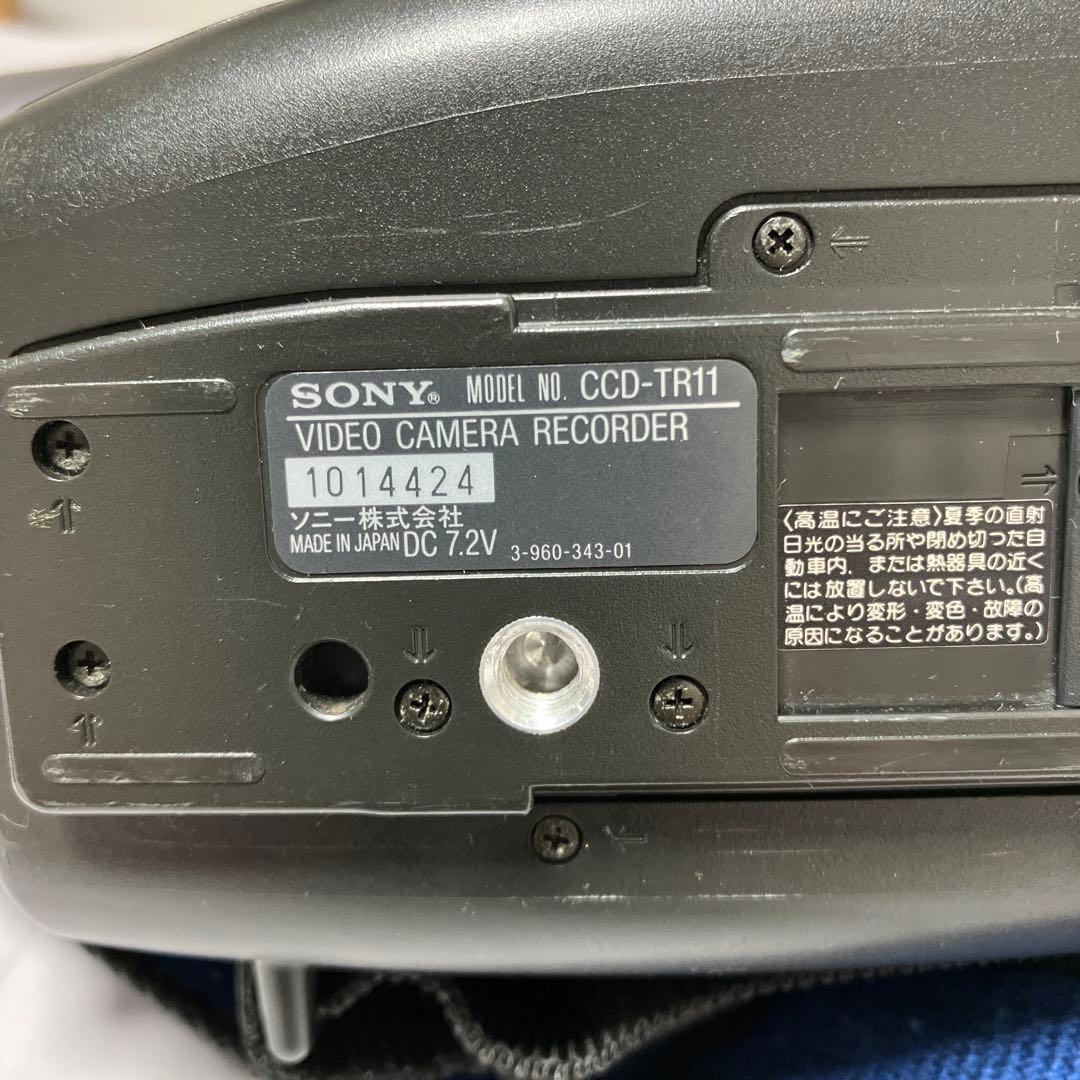 SONY® MODEL NO. CCD-TR11
VIDEO CAMERA RECORDER
1014424
ソニー株式会社
MADE IN JAPAN DC 7.2V 3-960-343-01
〈高温にご注意〉夏季の直射
日光の当る所や閉め切った自
動車内、または熱器具の近く
には放置しないで下さい。(高
温により変形・変色・故障の
原因になることがあります。)